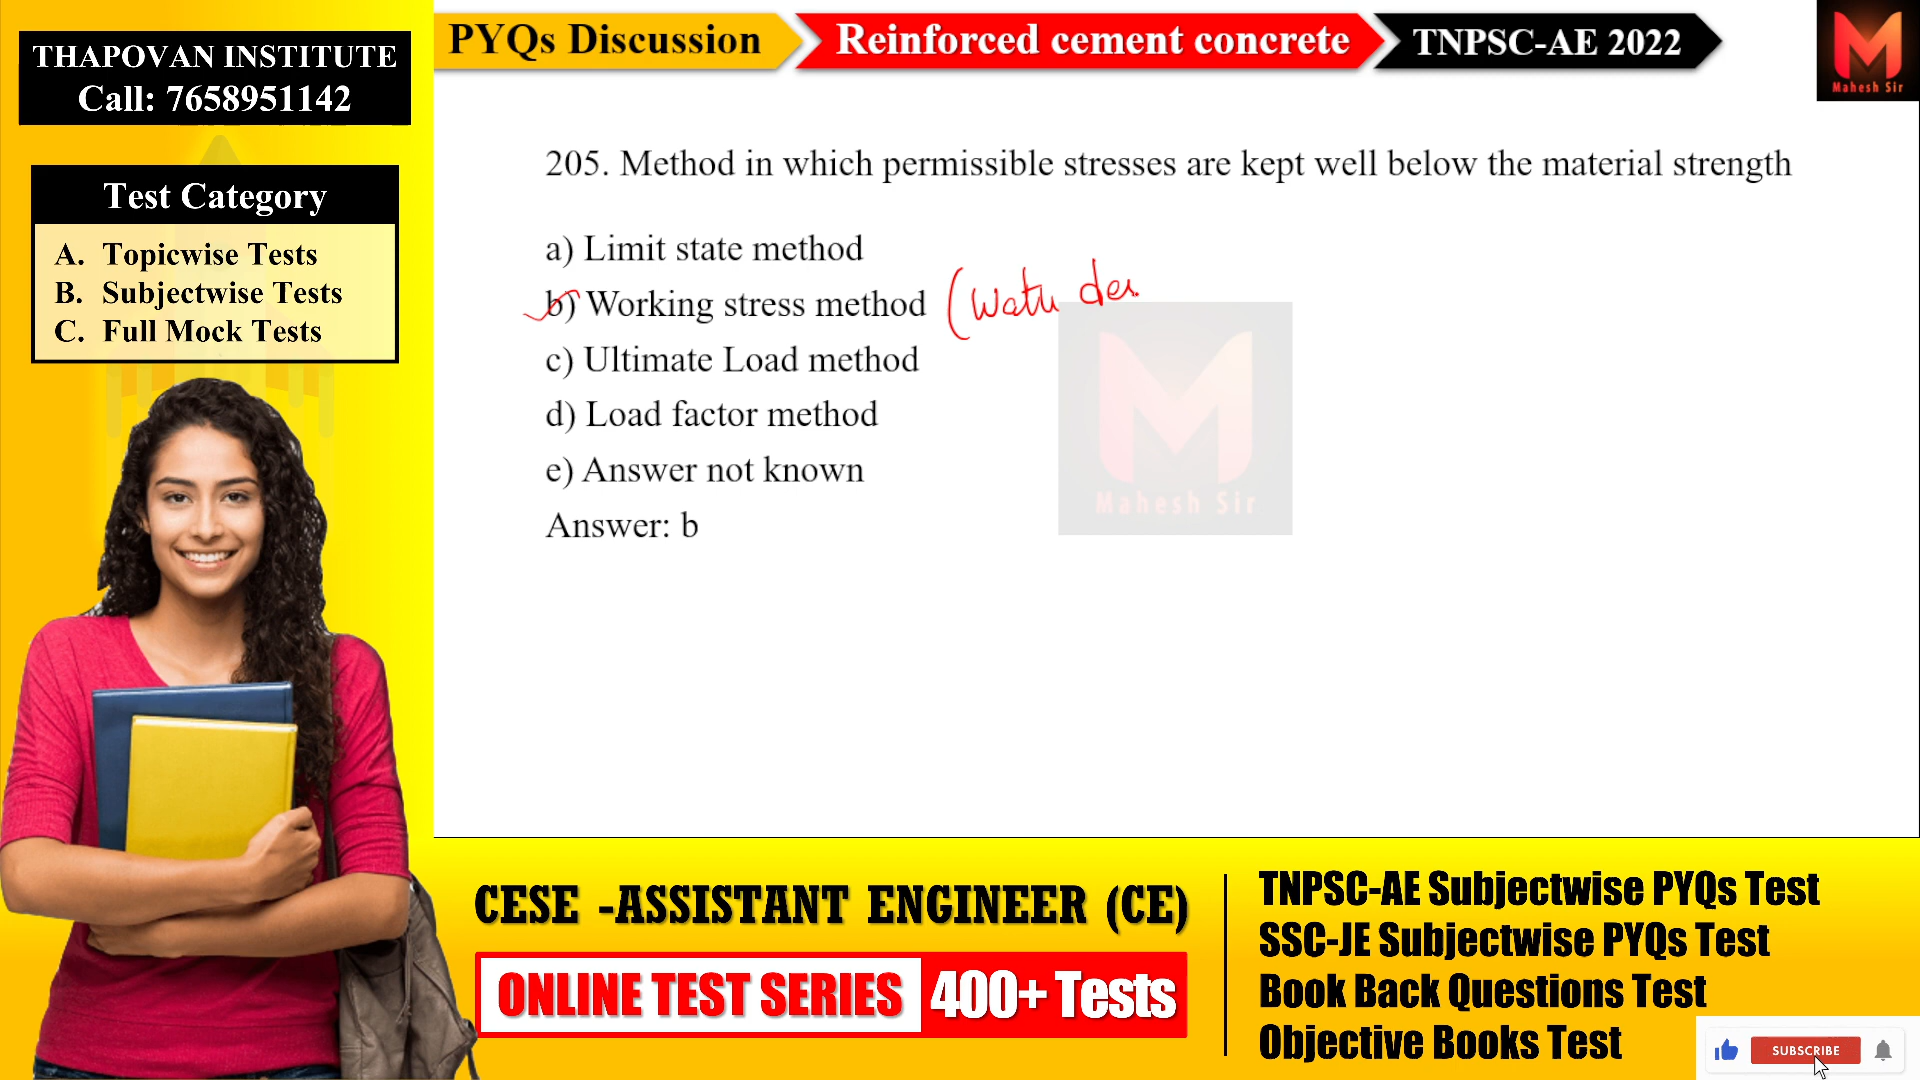 THAPOVAN INSTITUTE
Call: 7658951142
Test Category
A. Topicwise Tests
B. Subjectwise Tests
C. Full Mock Tests
PYQs Discussion
Reinforced cement concrete
TNPSC-AE 2022
Mahesh Sir
205. Method in which permissible stresses are kept well below the material strength
a) Limit state method
b) Working stress method
c) Ultimate Load method
d) Load factor method
e) Answer not known
Answer: b
Mahesh Sir
CESE -ASSISTANT ENGINEER (CE)
ONLINE TEST SERIES 400+ Tests
TNPSC-AE Subjectwise PYQs Test
SSC-JE Subjectwise PYQs Test
Book Back Questions Test
Objective Books Test
SUBSCRIBE